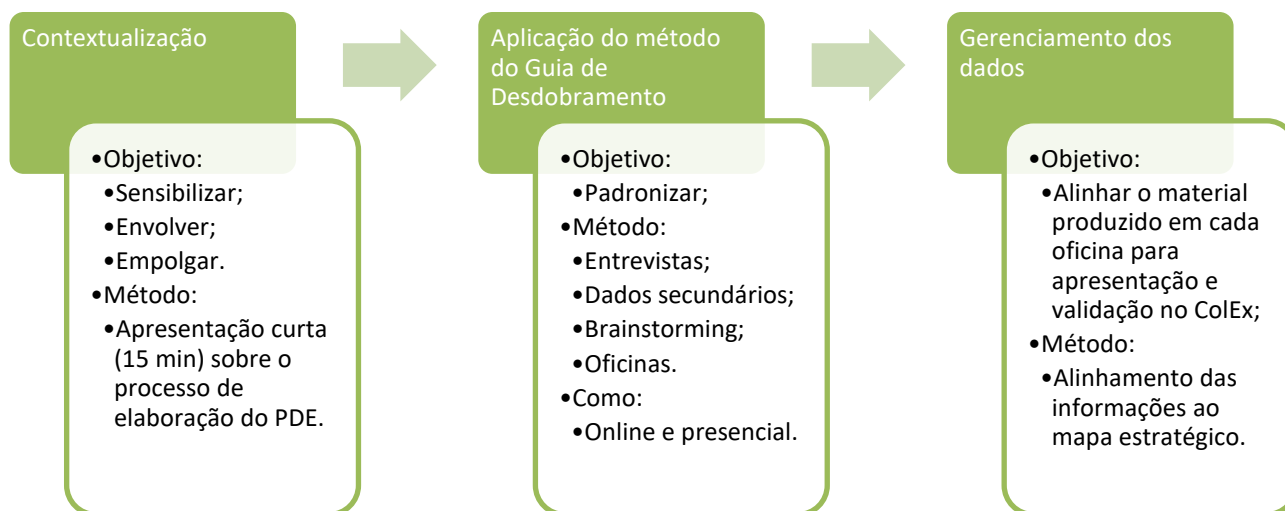 Contextualização
•Objetivo:
•Sensibilizar;
•Envolver;
•Empolgar.
•Método:
•Apresentação curta
(15 min) sobre o
processo de
elaboração do PDE.
Aplicação do método
do Guia de
Desdobramento
•Objetivo:
•Padronizar;
•Método:
•Entrevistas;
•Dados secundários;
•Brainstorming;
•Oficinas.
•Como:
•Online e presencial.
Gerenciamento dos
dados
•Objetivo:
•Alinhar o material
produzido em cada
oficina para
apresentação e
validação no ColEx;
•Método:
•Alinhamento das
informações ao
mapa estratégico.